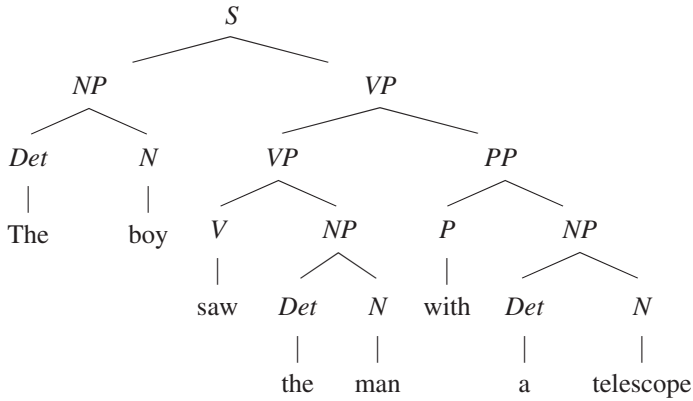 S
NP VP
Det N VP PP
The boy V NP P NP
saw Det N with Det N
the man a telescope